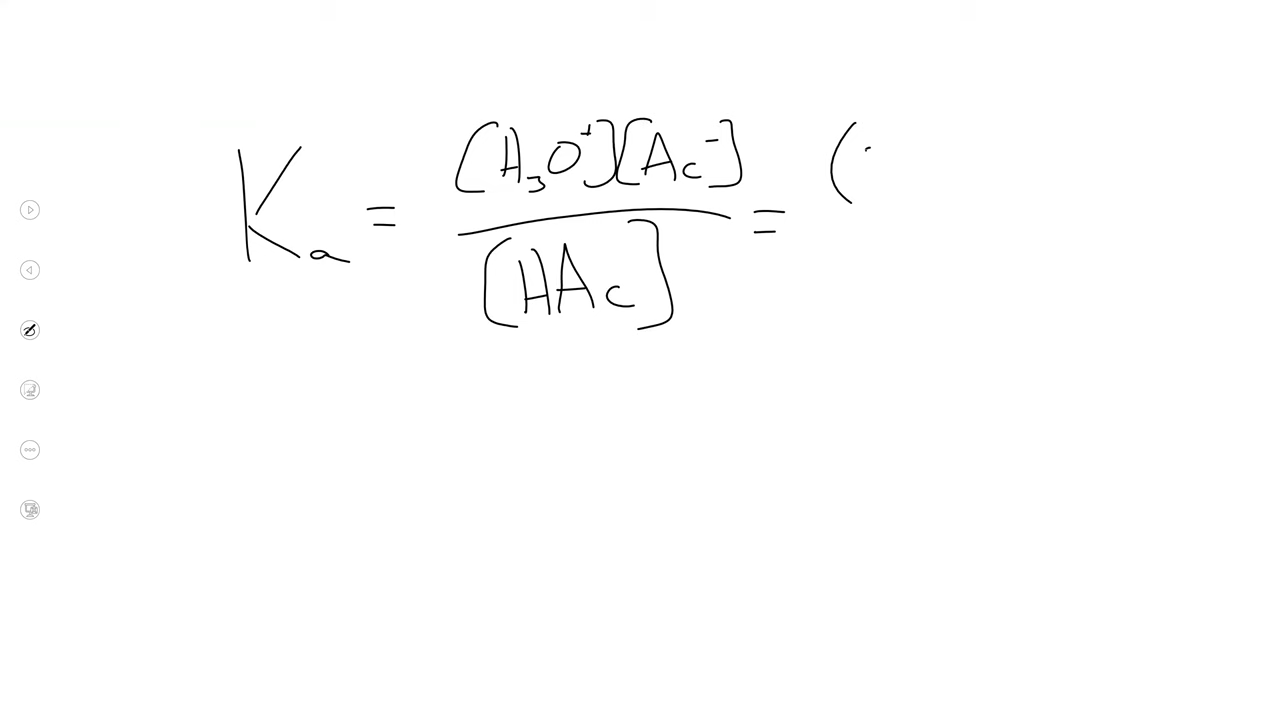 Kₐ = [H₃O⁺][Ac⁻] / [HAc] = (